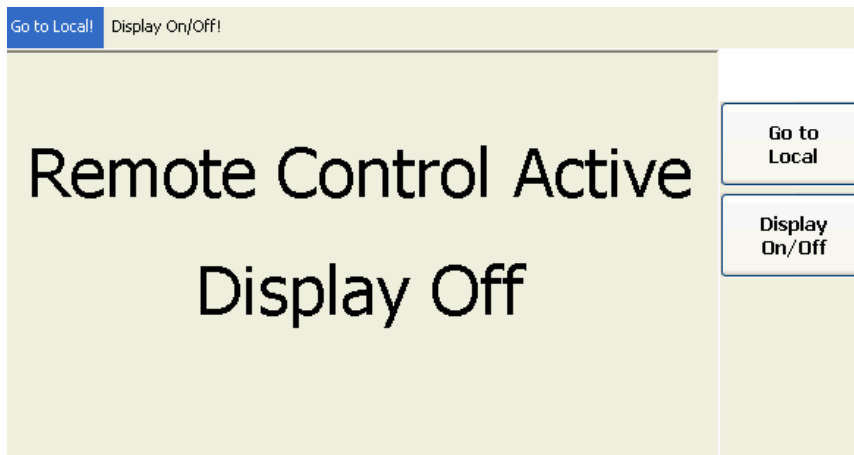 Go to Local! Display On/Off!
Remote Control Active
Display Off
Go to
Local
Display
On/Off